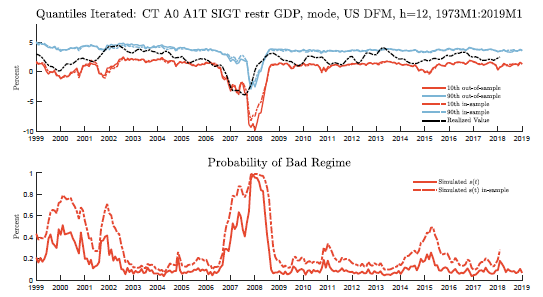 Quantiles Iterated: CT A0 A1T SIGT restr GDP, mode, US DFM, h=12, 1973M1:2019M1
5
0
-5
-10
Percent
10th out-of-sample
90th out-of-sample
10th in-sample
90th in-sample
Realized Value
1999 2000 2001 2002 2003 2004 2005 2006 2007 2008 2009 2010 2011 2012 2013 2014 2015 2016 2017 2018 2019
Probability of Bad Regime
1
0.8
0.6
0.4
0.2
0
Percent
Simulated s(t)
Simulated s(t) in-sample
1999 2000 2001 2002 2003 2004 2005 2006 2007 2008 2009 2010 2011 2012 2013 2014 2015 2016 2017 2018 2019